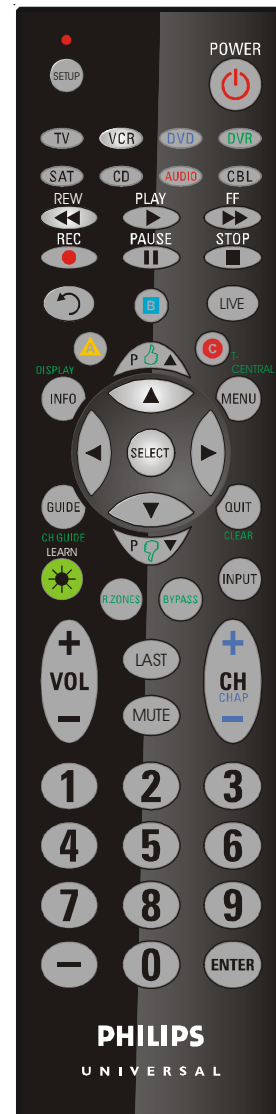 POWER
SETUP
TV VCR DVD DVR
SAT CD AUDIO CBL
REW PLAY FF
REC PAUSE STOP
B LIVE
A C
P
DISPLAY T-CENTRAL
INFO MENU
SELECT
GUIDE QUIT
CH GUIDE CLEAR
P
LEARN
INPUT
R.ZONES BYPASS
+ +
VOL LAST CH
CHAP
- -
MUTE
1 2 3
4 5 6
7 8 9
- 0 ENTER
PHILIPS
UNIVERSAL